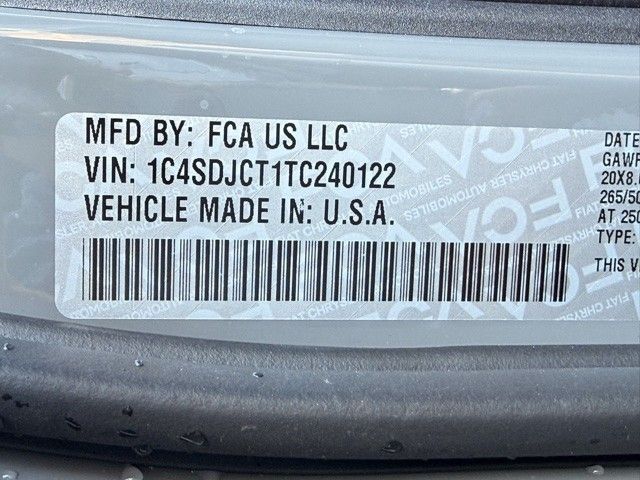 MFD BY: FCA US LLC
VIN: 1C4SDJCT1TC240122
VEHICLE MADE IN: U.S.A.
DATE
GAWR
20X8.
265/50
AT 250
TYPE:
THIS V